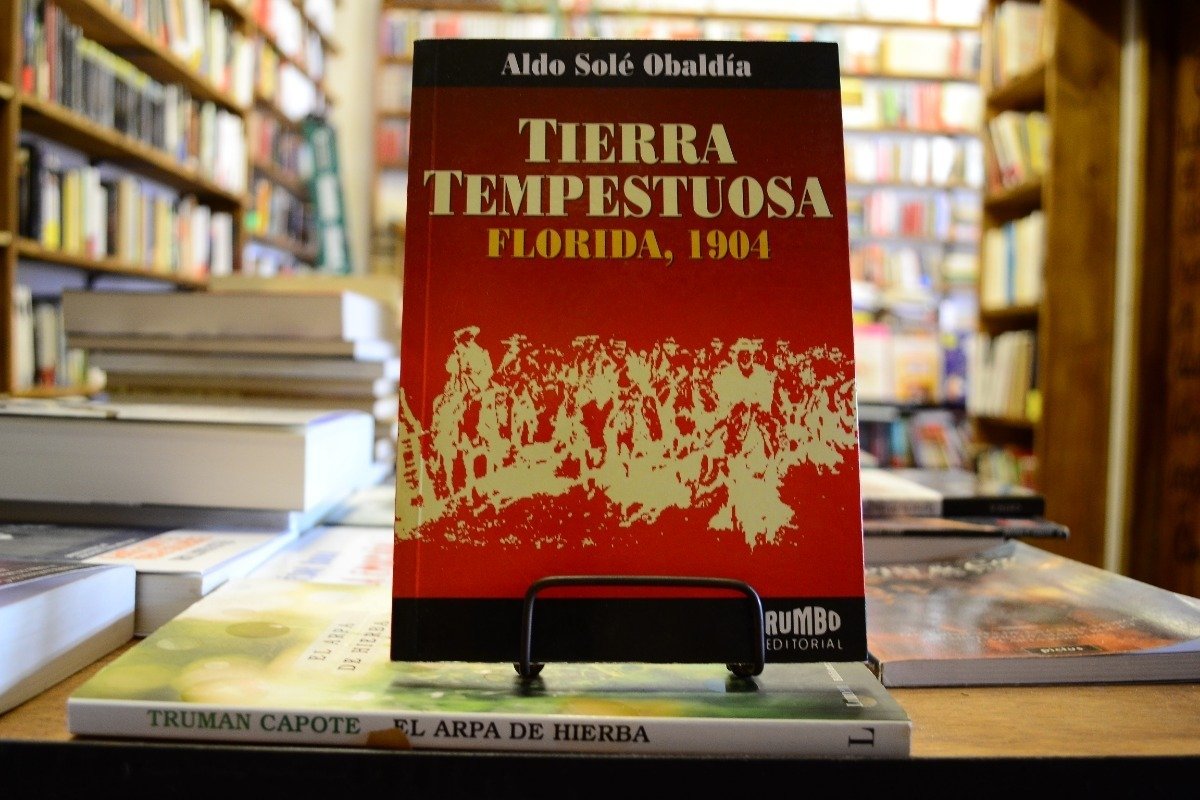 Aldo Solé Obaldía
TIERRA
TEMPESTUOSA
FLORIDA, 1904
RUMBO
EDITORIAL
EL ARPA
DE HIERBA
TRUMAN CAPOTE EL ARPA DE HIERBA L
pictus